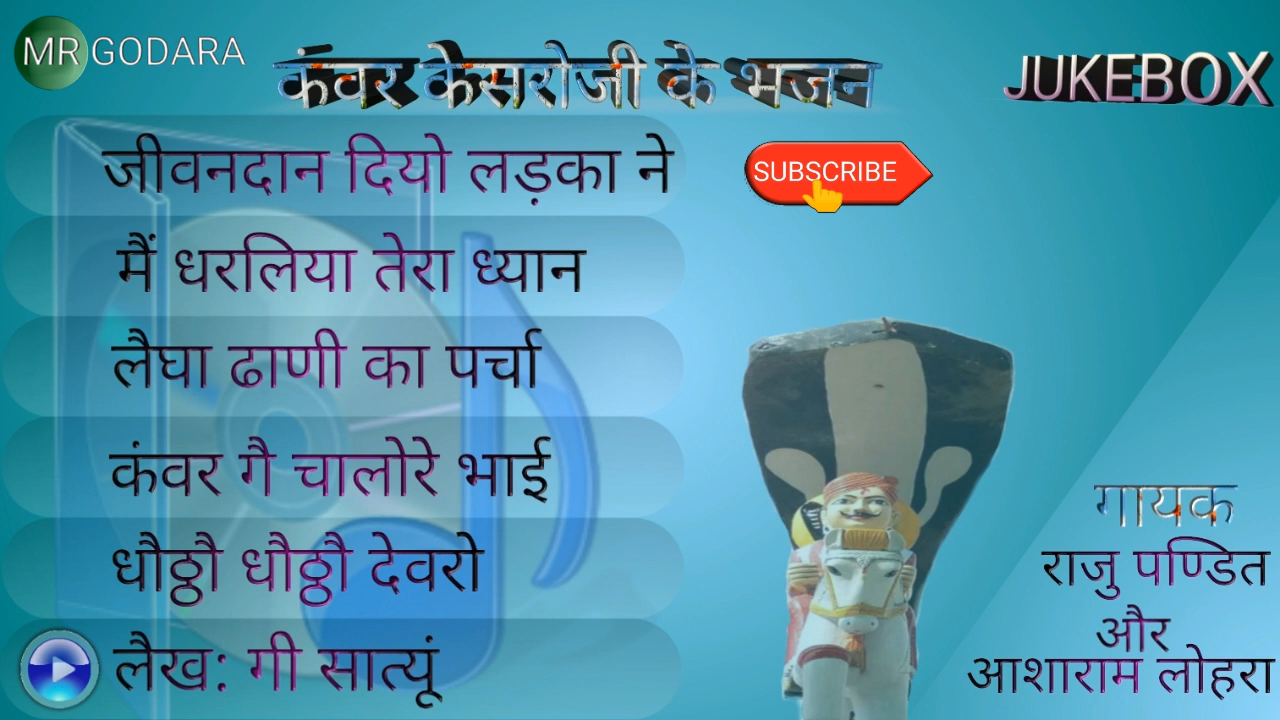 MR GODARA
कंवर केसरोजी के भजन
JUKEBOX
जीवनदान दियो लड़का ने
SUBSCRIBE
मैं धरलिया तेरा ध्यान
लैघा ढाणी का पर्चा
कंवर गै चालोरे भाई
धौठ्ठौ धौठ्ठौ देवरो
लैख: गी सात्यूं
गायक
राजु पण्डित
और
आशाराम लोहरा